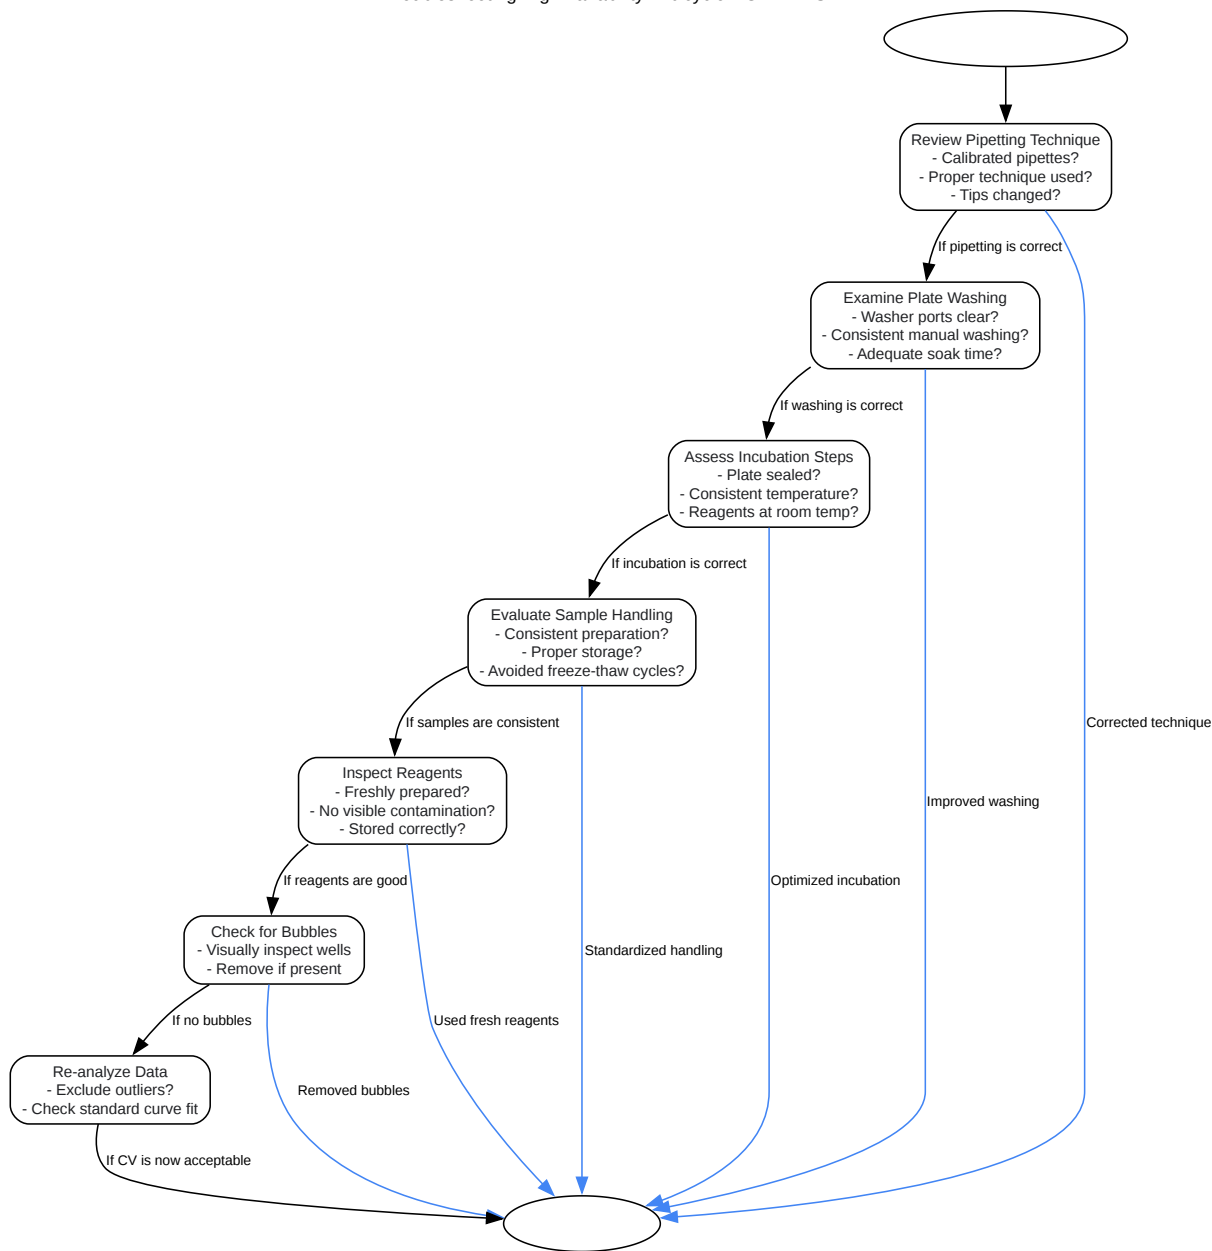 Review Pipetting Technique
- Calibrated pipettes?
- Proper technique used?
- Tips changed?
If pipetting is correct
Examine Plate Washing
- Washer ports clear?
- Consistent manual washing?
- Adequate soak time?
If washing is correct
Assess Incubation Steps
- Plate sealed?
- Consistent temperature?
- Reagents at room temp?
If incubation is correct
Evaluate Sample Handling
- Consistent preparation?
- Proper storage?
- Avoided freeze-thaw cycles?
If samples are consistent
Corrected technique
Inspect Reagents
- Freshly prepared?
- No visible contamination?
- Stored correctly?
Improved washing
If reagents are good
Optimized incubation
Check for Bubbles
- Visually inspect wells
- Remove if present
Standardized handling
If no bubbles
Used fresh reagents
Re-analyze Data
- Exclude outliers?
- Check standard curve fit
Removed bubbles
If CV is now acceptable